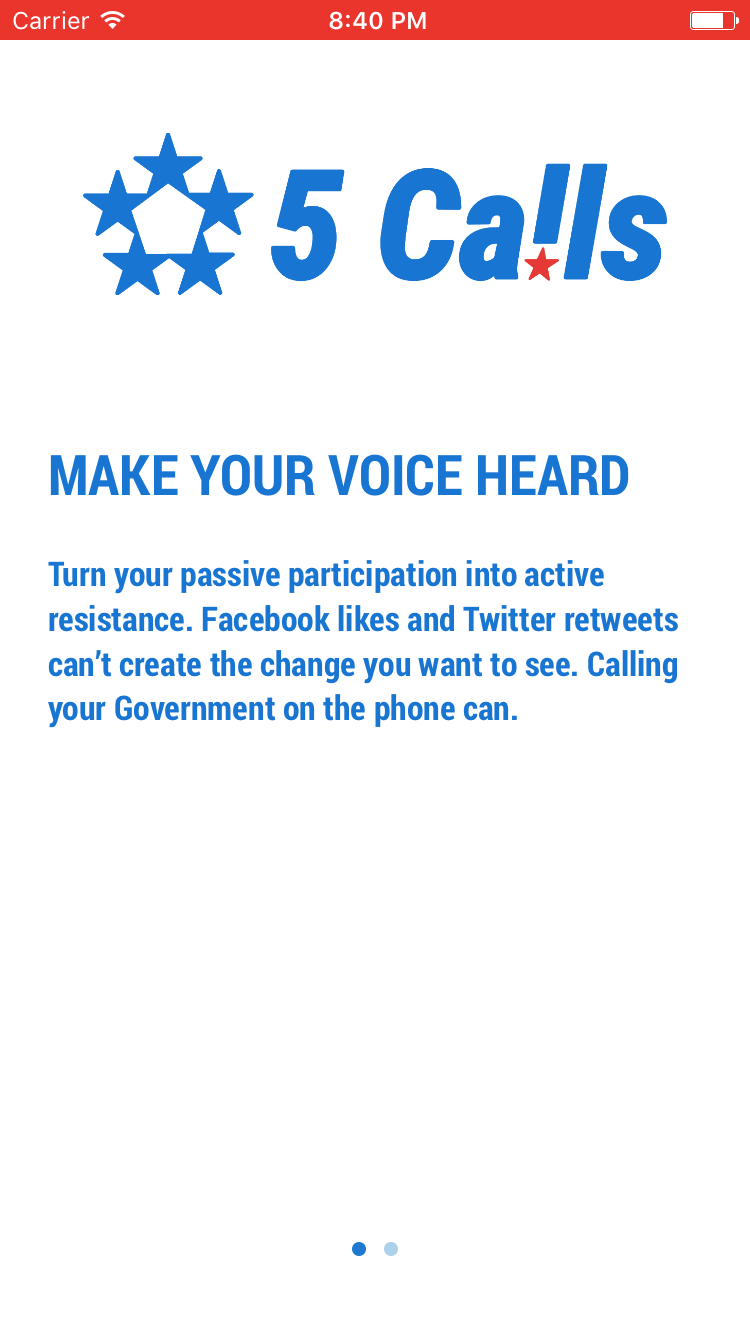 Carrier 8:40 PM
5 Calls
MAKE YOUR VOICE HEARD
Turn your passive participation into active
resistance. Facebook likes and Twitter retweets
can’t create the change you want to see. Calling
your Government on the phone can.